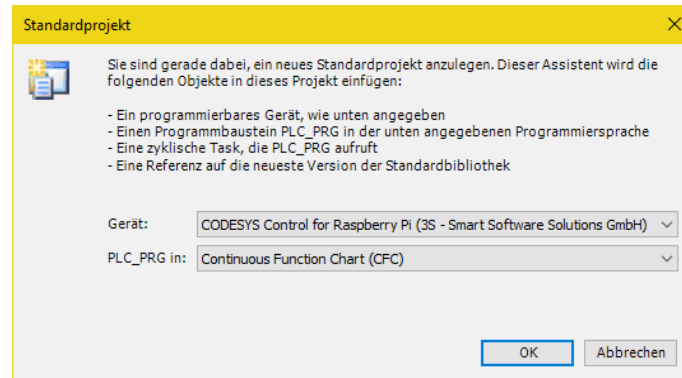 Standardprojekt
Sie sind gerade dabei, ein neues Standardprojekt anzulegen. Dieser Assistent wird die
folgenden Objekte in dieses Projekt einfügen:
- Ein programmierbares Gerät, wie unten angegeben
- Einen Programmbaustein PLC_PRG in der unten angegebenen Programmiersprache
- Eine zyklische Task, die PLC_PRG aufruft
- Eine Referenz auf die neueste Version der Standardbibliothek
Gerät: CODESYS Control for Raspberry Pi (3S - Smart Software Solutions GmbH)
PLC_PRG in: Continuous Function Chart (CFC)
OK Abbrechen